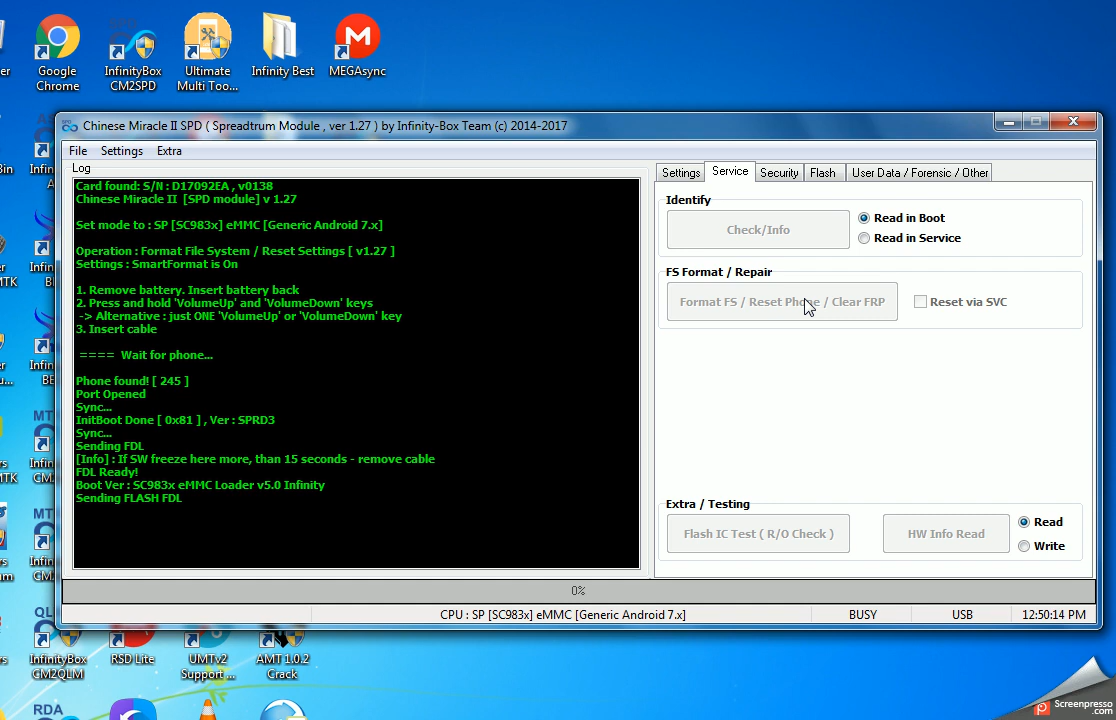 er
Google
Chrome
InfinityBox
CM2SPD
Ultimate
Multi Too...
Infinity Best
MEGAsync
Chinese Miracle II SPD ( Spreadtrum Module , ver 1.27 ) by Infinity-Box Team (c) 2014-2017
File Settings Extra
Log
Card found: S/N : D17092EA , v0138
Chinese Miracle II [SPD module] v 1.27
Set mode to : SP [SC983x] eMMC [Generic Android 7.x]
Operation : Format File System / Reset Settings [ v1.27 ]
Settings : SmartFormat is On
1. Remove battery. Insert battery back
2. Press and hold 'VolumeUp' and 'VolumeDown' keys
-> Alternative : just ONE 'VolumeUp' or 'VolumeDown' key
3. Insert cable
==== Wait for phone...
Phone found! [ 245 ]
Port Opened
Sync...
InitBoot Done [ 0x81 ] , Ver : SPRD3
Sync...
Sending FDL
[Info] : If SW freeze here more, than 15 seconds - remove cable
FDL Ready!
Boot Ver : SC983x eMMC Loader v5.0 Infinity
Sending FLASH FDL
Settings Service Security Flash User Data / Forensic / Other
Identify
Check/Info
Read in Boot
Read in Service
FS Format / Repair
Format FS / Reset Phone / Clear FRP
Reset via SVC
Extra / Testing
Flash IC Test ( R/O Check )
HW Info Read
Read
Write
0%
CPU : SP [SC983x] eMMC [Generic Android 7.x] BUSY USB 12:50:14 PM
InfinityBox
CM2QLM
RSD Lite
UMTv2
Support ...
AMT 1.0.2
Crack
RDA
Screenpresso
.com